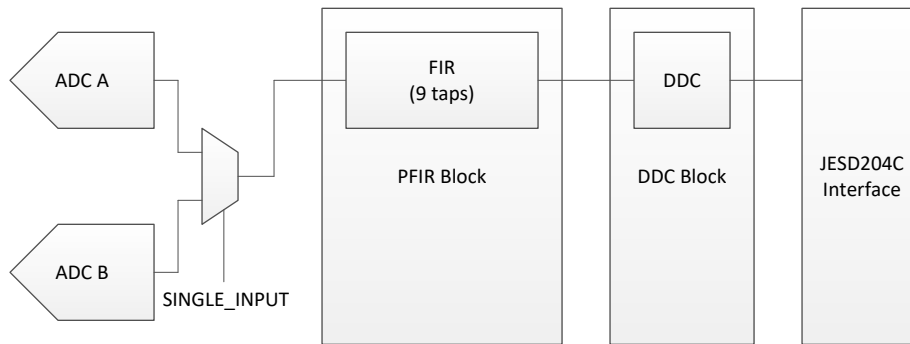 ADC A
FIR
(9 taps)
DDC
PFIR Block
DDC Block
JESD204C
Interface
ADC B
SINGLE_INPUT